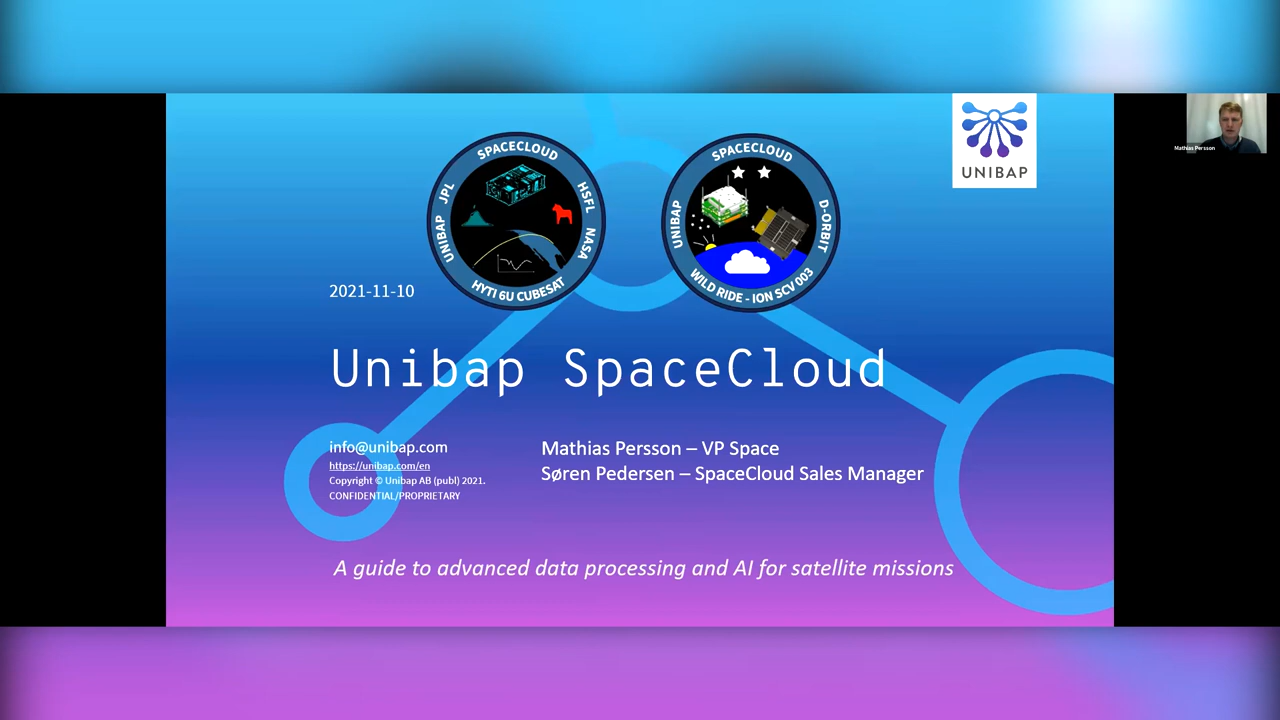 SPACECLOUD
UNIBAP JPL
HSFL NASA
HYTI 6U CUBESAT
SPACECLOUD
UNIBAP
D-ORBIT
WILD RIDE - ION SCV 003
UNIBAP
Mathias Persson
2021-11-10
Unibap SpaceCloud
info@unibap.com
https://unibap.com/en
Copyright © Unibap AB (publ) 2021.
CONFIDENTIAL/PROPRIETARY
Mathias Persson – VP Space
Søren Pedersen – SpaceCloud Sales Manager
A guide to advanced data processing and AI for satellite missions